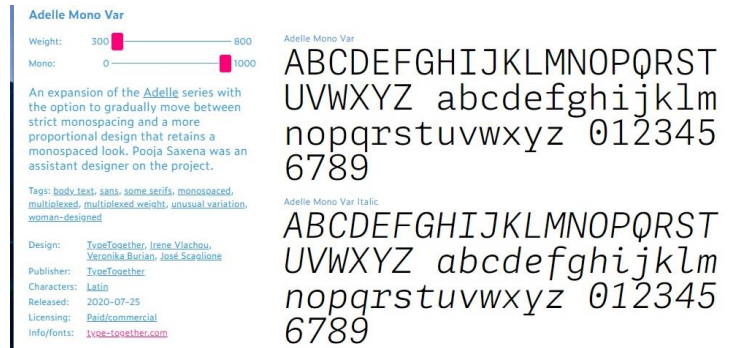 Adelle Mono Var
Weight: 300 800
Mono: 0 1000
An expansion of the Adelle series with
the option to gradually move between
strict monospacing and a more
proportional design that retains a
monospaced look. Pooja Saxena was an
assistant designer on the project.
Tags: body text, sans, some serifs, monospaced,
multiplexed, multiplexed weight, unusual variation,
woman-designed
Design: TypeTogether, Irene Vlachou,
Veronika Burian, José Scaglione
Publisher: TypeTogether
Characters: Latin
Released: 2020-07-25
Licensing: Paid/commercial
Info/fonts: type-together.com
Adelle Mono Var
ABCDEFGHIJKLMNOPQRST
UVWXYZ abcdefghijklm
nopqrstuvwxyz 012345
6789
Adelle Mono Var Italic
ABCDEFGHIJKLMNOPQRST
UVWXYZ abcdefghijklm
nopqrstuvwxyz 012345
6789